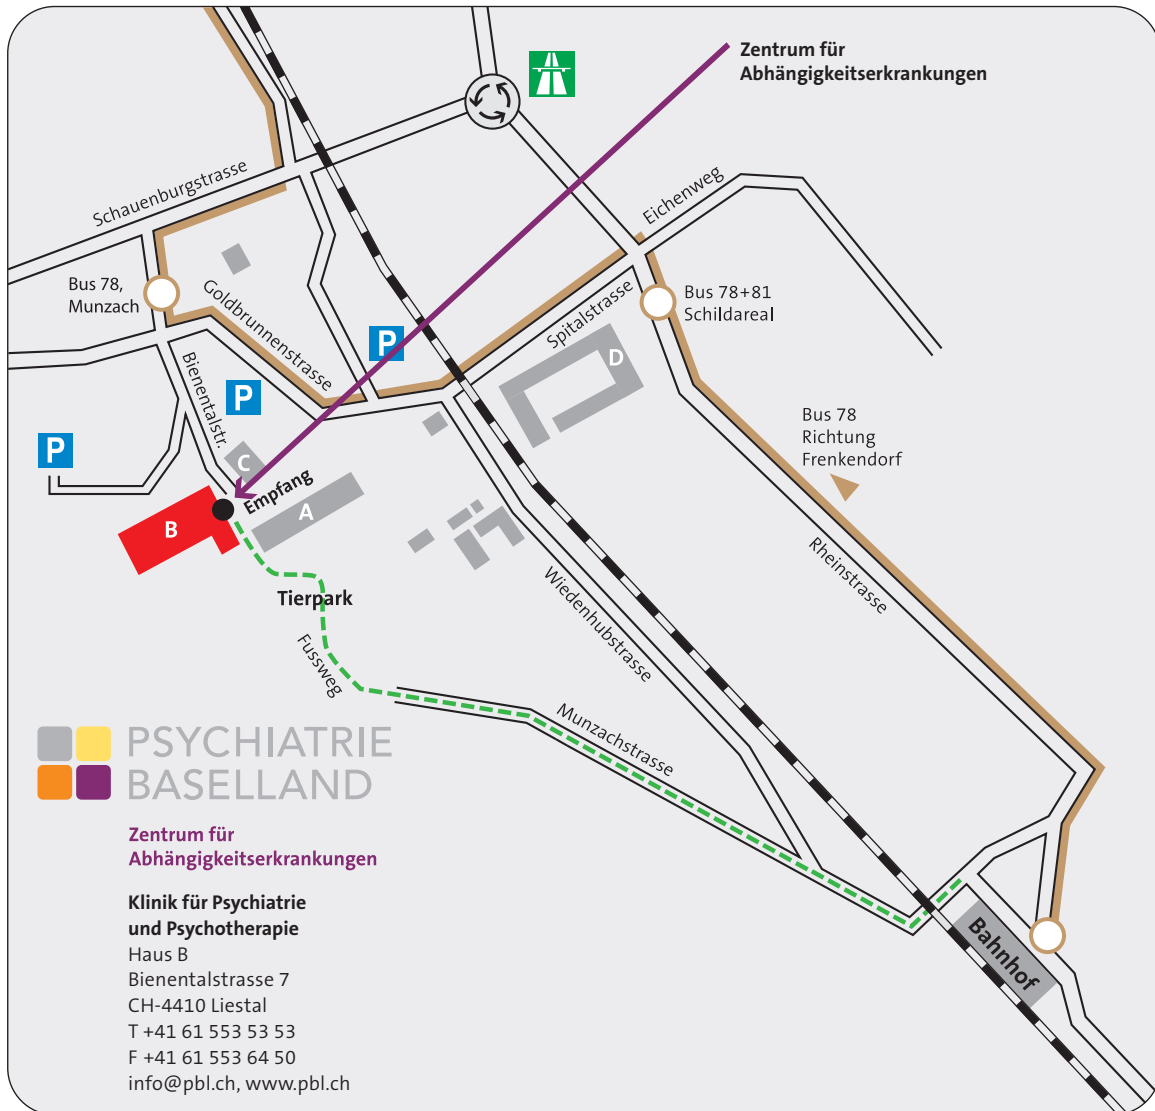 Zentrum für
Abhängigkeitserkrankungen
Schauenburgstrasse
Eichenweg
Bus 78,
Munzach
Goldbrunnenstrasse
Bus 78+81
Schildareal
Spitalstrasse
P
D
Bienentalstr.
P
P
Bus 78
Richtung
Frenkendorf
C
Empfang
A
B
Rheinstrasse
Tierpark
Wiedenhubstrasse
Fussweg
Munzachstrasse
PSYCHIATRIE
BASELLAND
Zentrum für
Abhängigkeitserkrankungen
Klinik für Psychiatrie
und Psychotherapie
Haus B
Bienentalstrasse 7
CH-4410 Liestal
T +41 61 553 53 53
F +41 61 553 64 50
info@pbl.ch, www.pbl.ch
Bahnhof